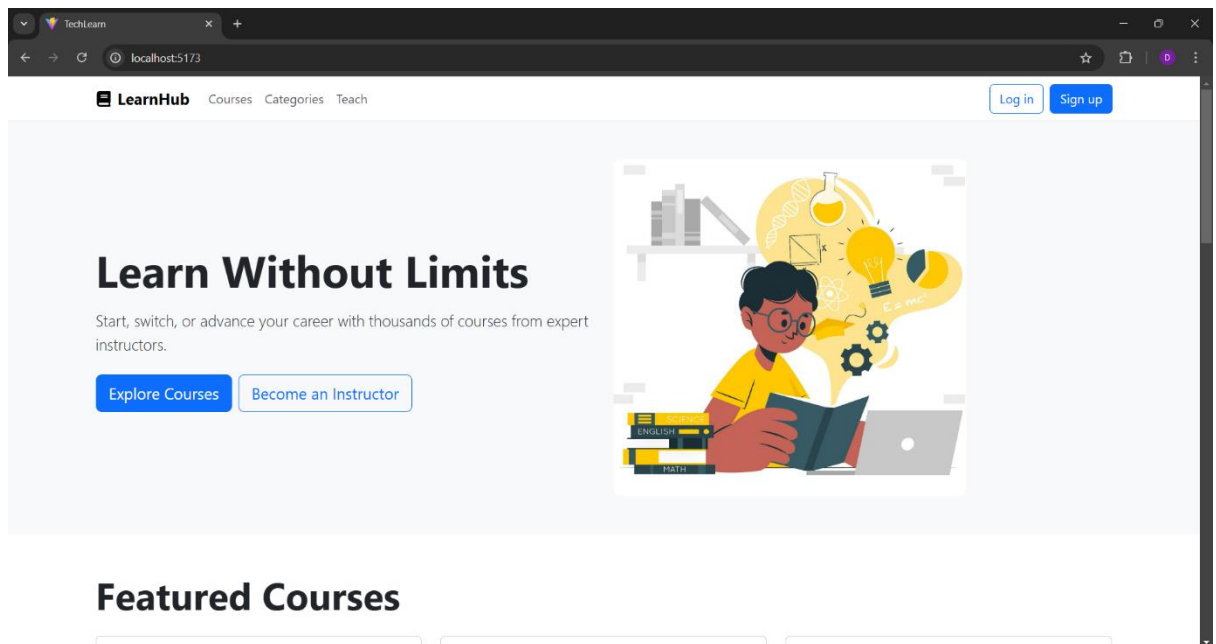 TechLearn
localhost:5173
D
LearnHub Courses Categories Teach Log in Sign up
Learn Without Limits
Start, switch, or advance your career with thousands of courses from expert
instructors.
Explore Courses Become an Instructor
E = mc²
SCIENCE
ENGLISH
MATH
Featured Courses